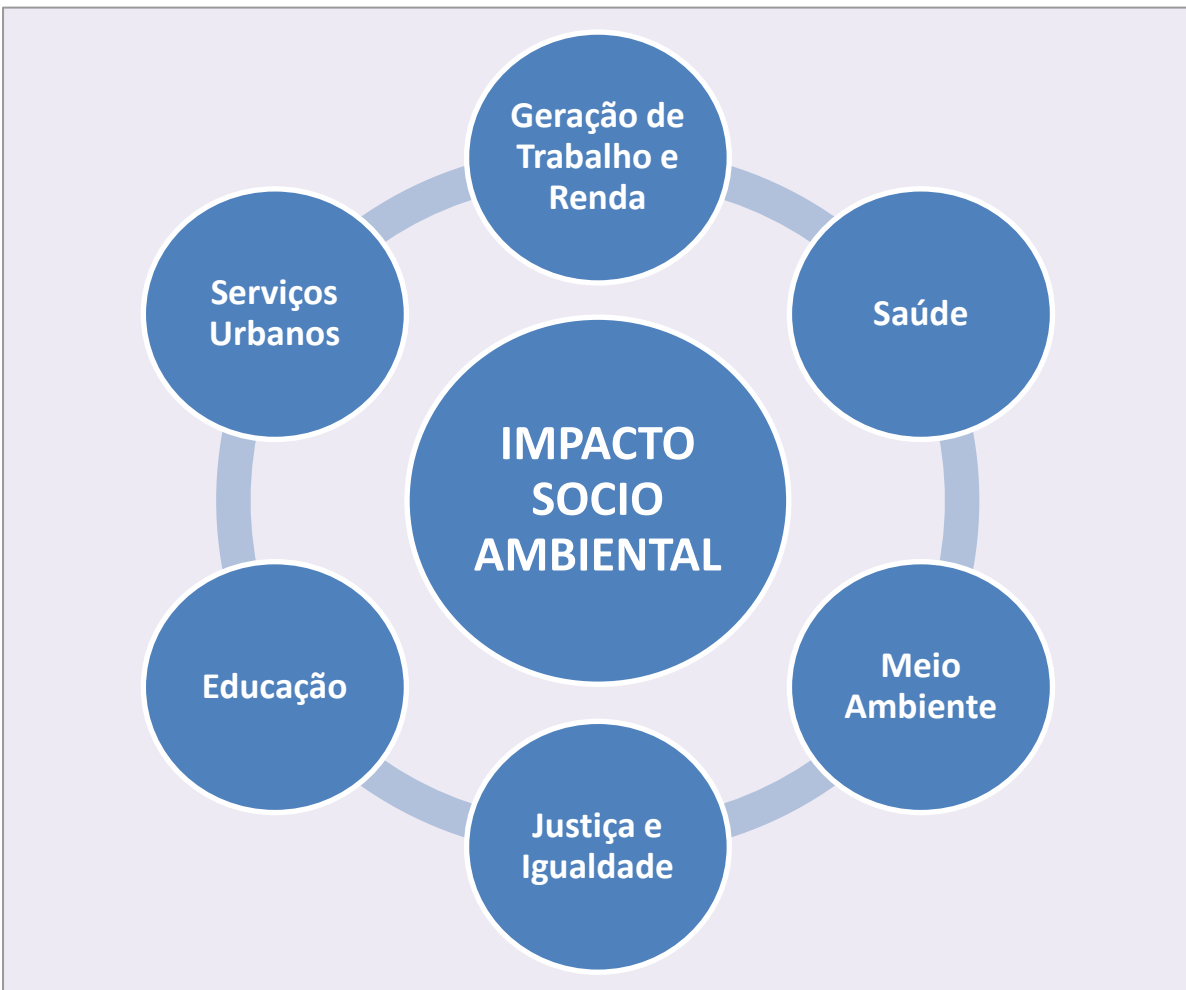 Geração de
Trabalho e
Renda
Serviços
Urbanos
Saúde
IMPACTO
SOCIO
AMBIENTAL
Educação
Meio
Ambiente
Justiça e
Igualdade